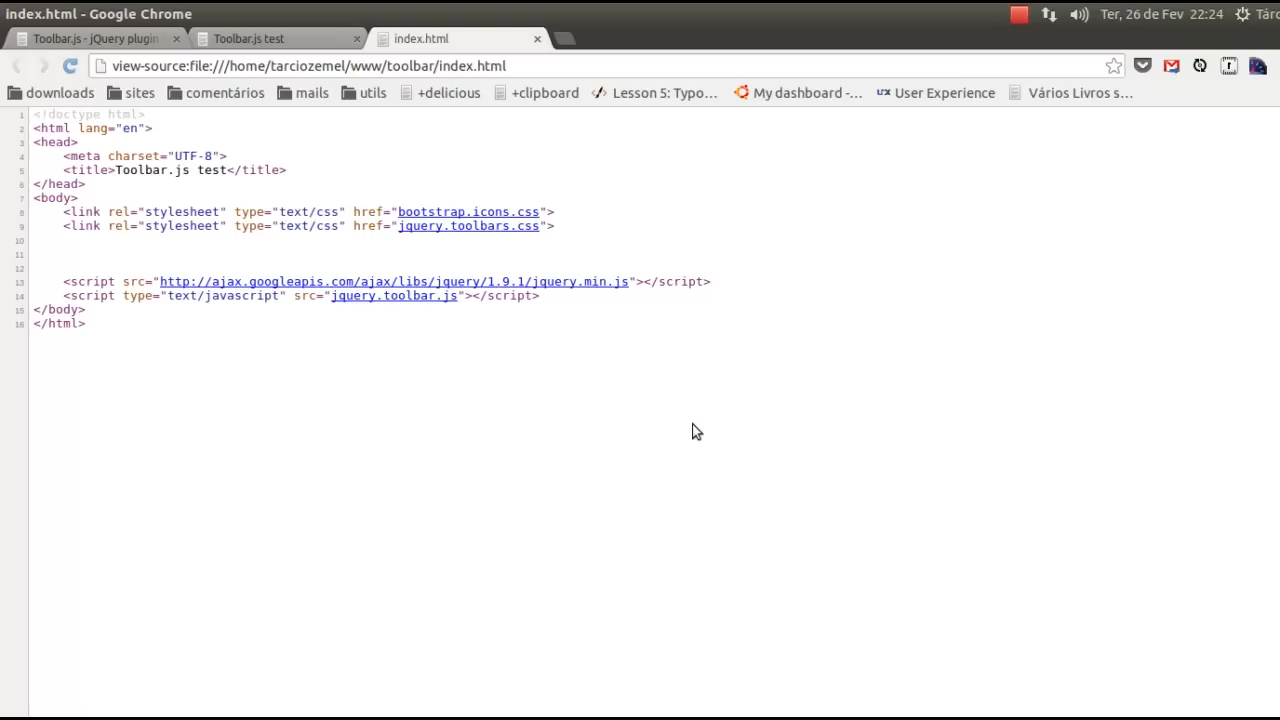 index.html - Google Chrome
Ter, 26 de Fev 22:24
Tárc
Toolbar.js - jQuery plugin
Toolbar.js test
index.html
view-source:file:///home/tarciozemel/www/toolbar/index.html
downloads sites comentários mails utils +delicious +clipboard Lesson 5: Typo... My dashboard -... UX User Experience Vários Livros s...
1 <!doctype html>
2 <html lang="en">
3 <head>
4 <meta charset="UTF-8">
5 <title>Toolbar.js test</title>
6 </head>
7 <body>
8 <link rel="stylesheet" type="text/css" href="bootstrap.icons.css">
9 <link rel="stylesheet" type="text/css" href="jquery.toolbars.css">
10
11
12
13 <script src="http://ajax.googleapis.com/ajax/libs/jquery/1.9.1/jquery.min.js"></script>
14 <script type="text/javascript" src="jquery.toolbar.js"></script>
15 </body>
16 </html>